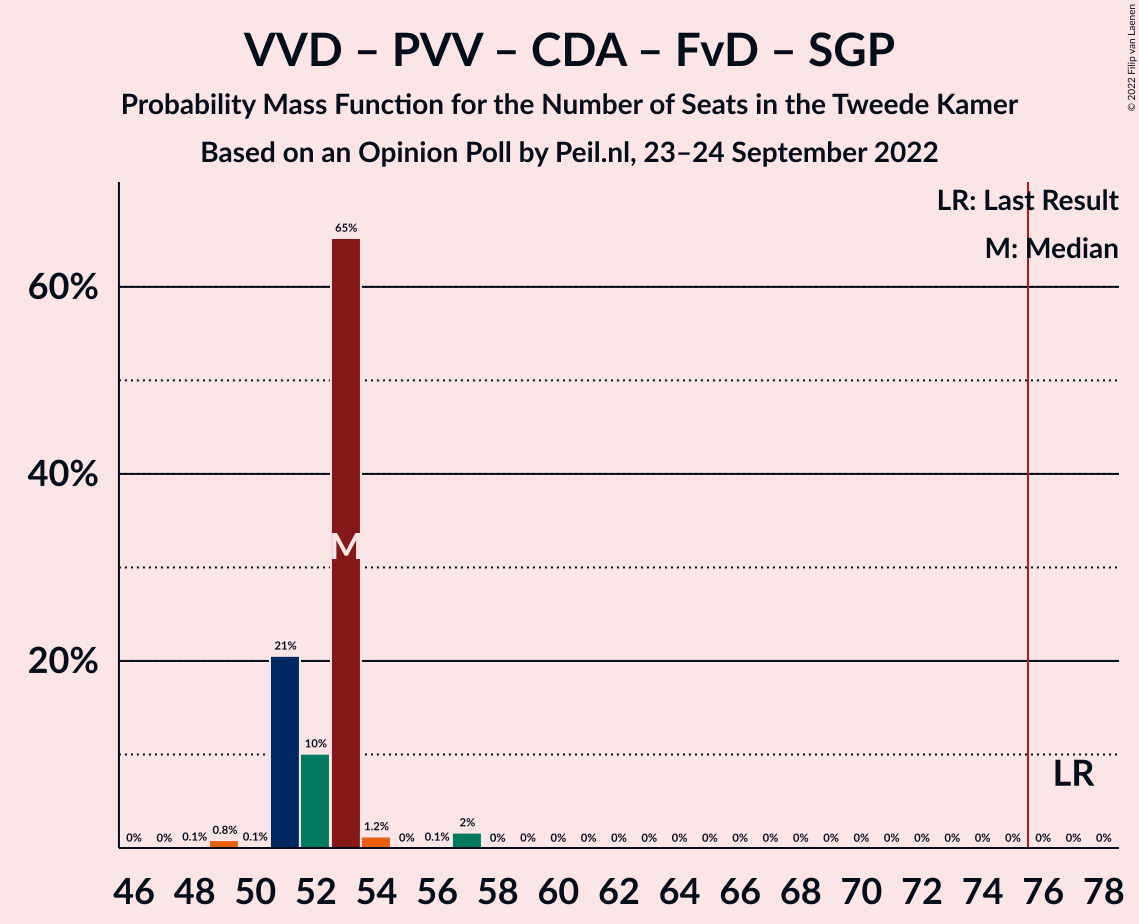 VVD – PVV – CDA – FvD – SGP
Probability Mass Function for the Number of Seats in the Tweede Kamer
Based on an Opinion Poll by Peil.nl, 23–24 September 2022
© 2022 Filip van Laenen
LR: Last Result
M: Median
60%
40%
20%
65%
M
21%
10%
LR
0% 0% 0.1% 0.8% 0.1% 1.2% 0% 0.1% 2% 0% 0% 0% 0% 0% 0% 0% 0% 0% 0% 0% 0% 0% 0% 0% 0% 0% 0% 0% 0% 0%
46 48 50 52 54 56 58 60 62 64 66 68 70 72 74 76 78